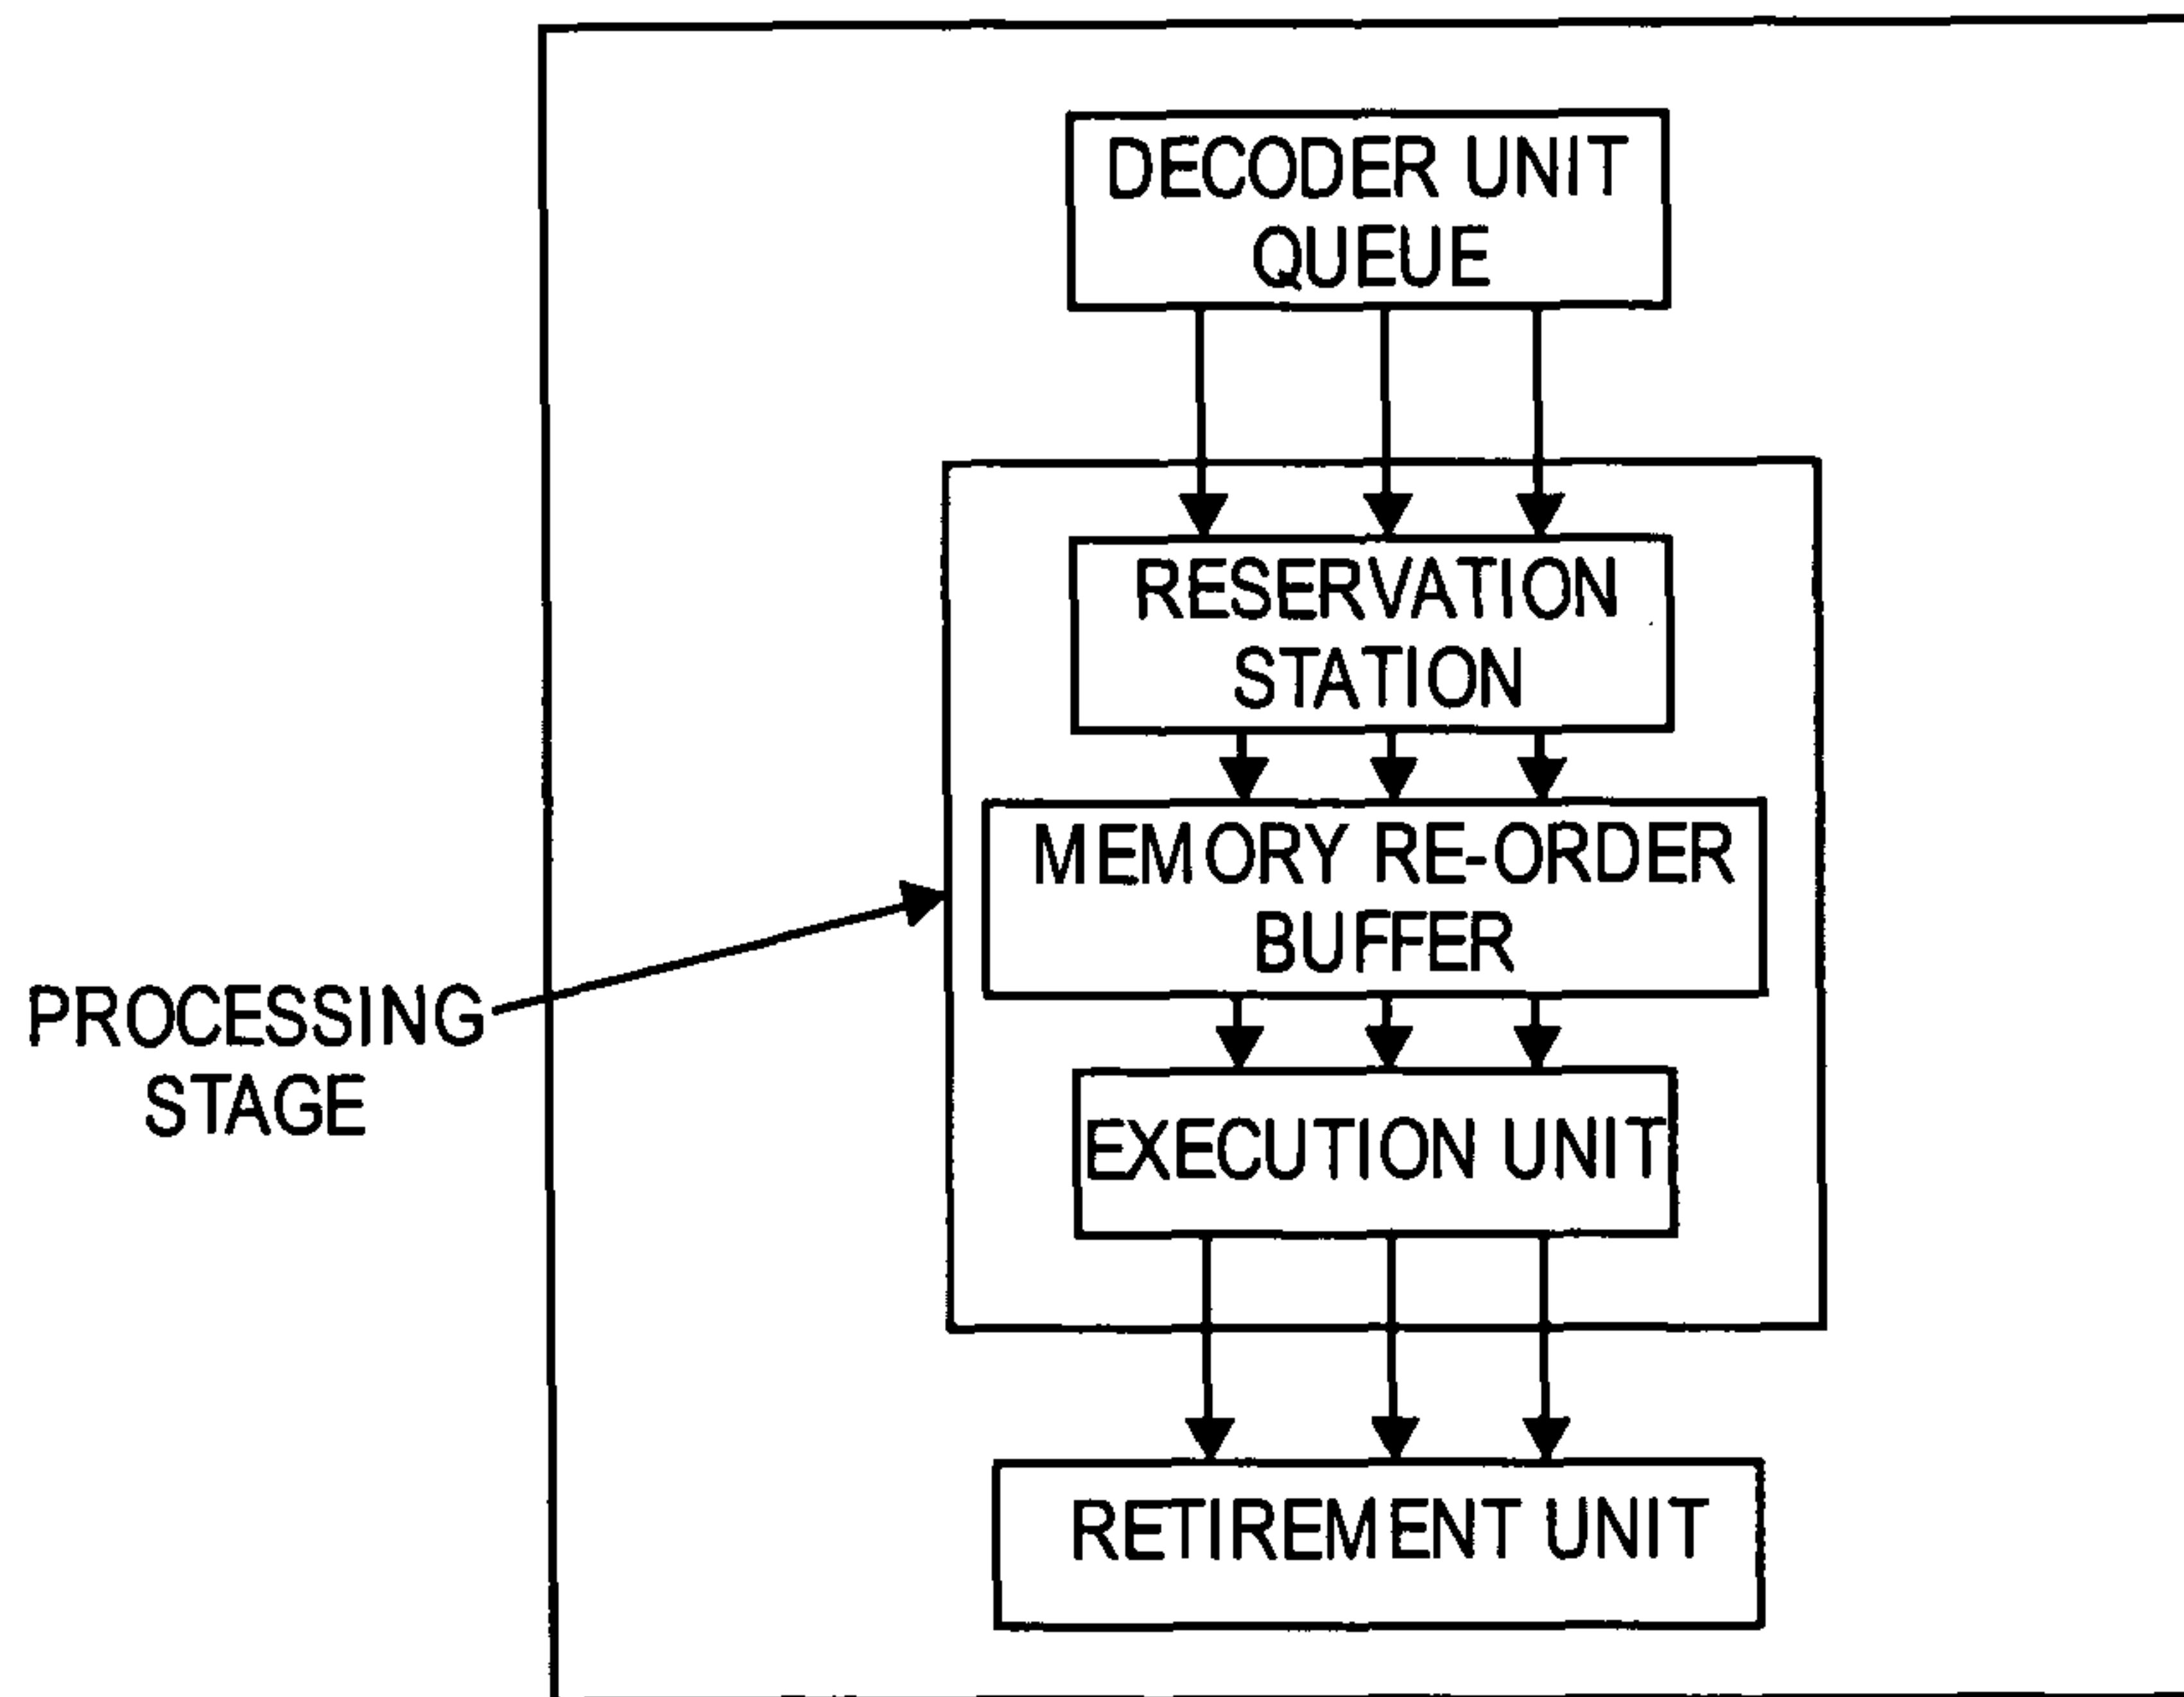 DECODER UNIT
QUEUE
RESERVATION
STATION
MEMORY RE-ORDER
BUFFER
PROCESSING
STAGE
EXECUTION UNIT
RETIREMENT UNIT